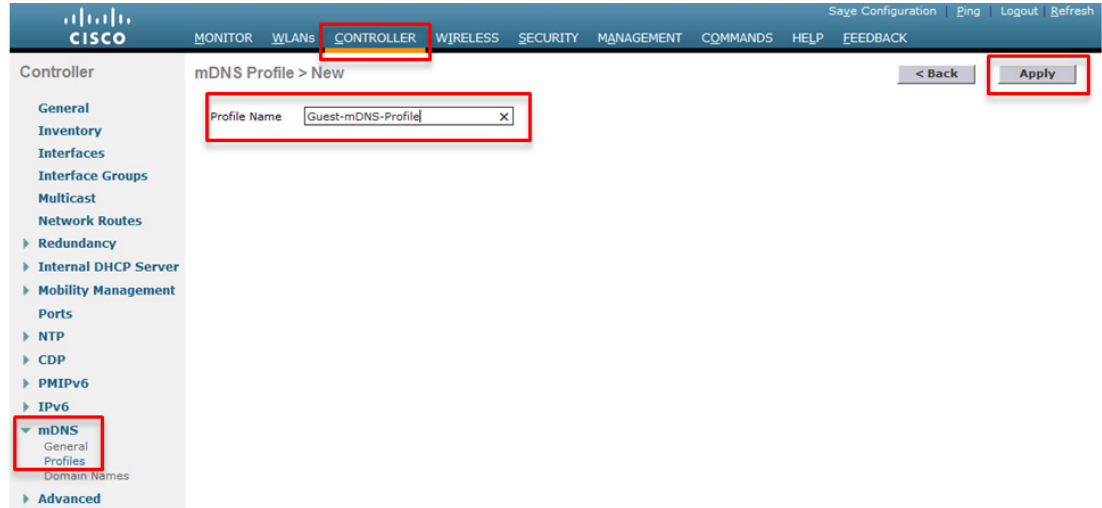 Save Configuration | Ping | Logout | Refresh
CISCO
MONITOR WLANs CONTROLLER WIRELESS SECURITY MANAGEMENT COMMANDS HELP FEEDBACK
Controller
mDNS Profile > New
< Back
Apply
Profile Name Guest-mDNS-Profile X
General
Inventory
Interfaces
Interface Groups
Multicast
Network Routes
Redundancy
Internal DHCP Server
Mobility Management
Ports
NTP
CDP
PMIPv6
IPv6
mDNS
General
Profiles
Domain Names
Advanced